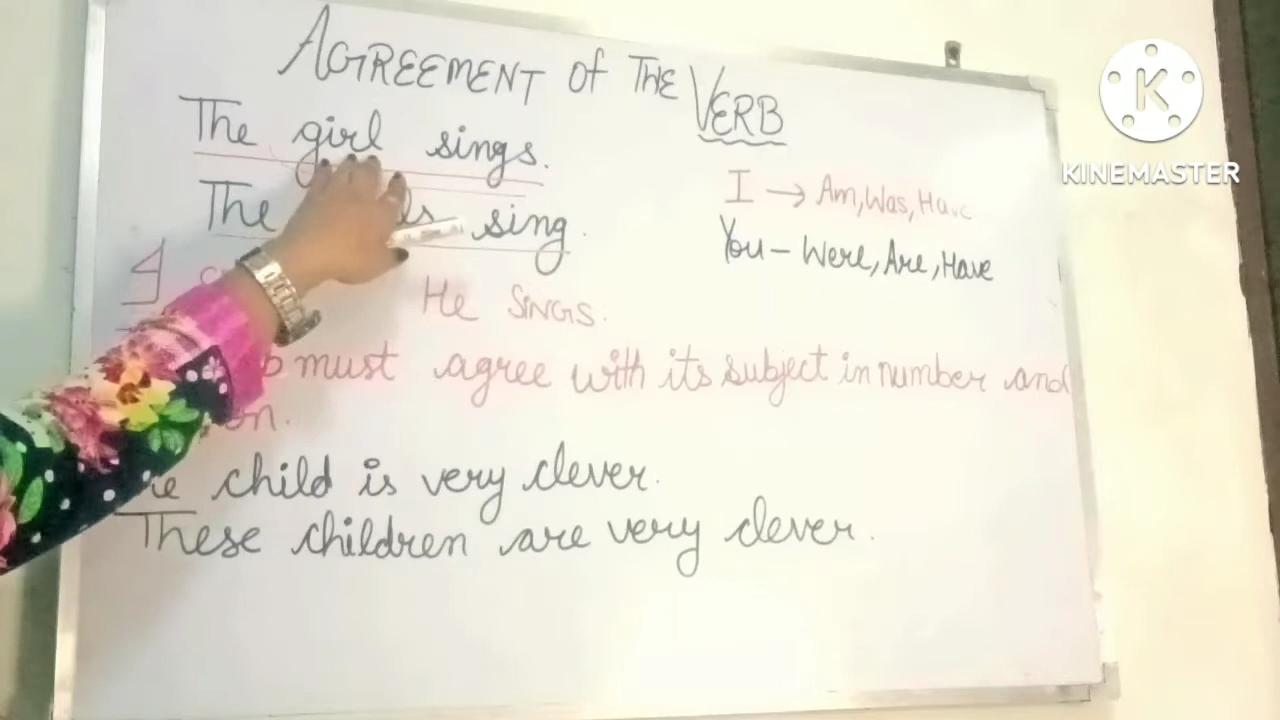 AGREEMENT of THE VERB
The girl sings.
The sing.
I → Am, Was, Have
You – Were, Are, Have
I
He SINGS.
must agree with its subject in number and
child is very clever.
These children are very clever.
K
KINEMASTER